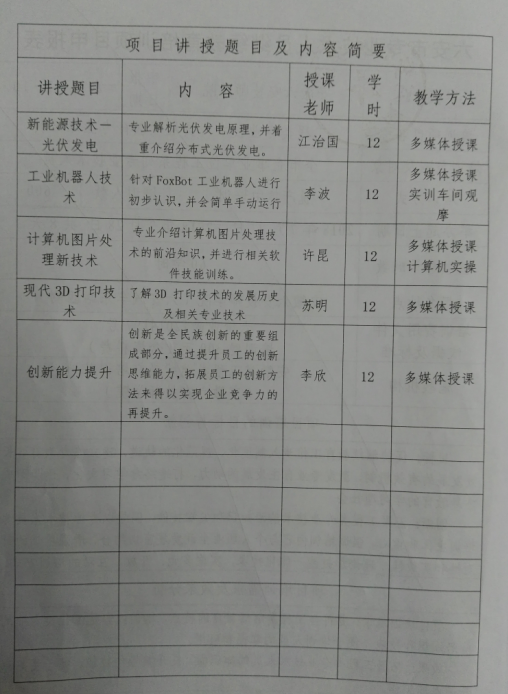 项目讲授题目及内容简要
讲授题目 内 容 授课老师 学时 教学方法
新能源技术—
光伏发电
专业解析光伏发电原理,并着
重介绍分布式光伏发电。
江治国 12 多媒体授课
工业机器人技
术
针对 FoxBot 工业机器人进行
初步认识,并会简单手动运行
李波 12
多媒体授课
实训车间观
摩
计算机图片处
理新技术
专业介绍计算机图片处理技
术的前沿知识,并进行相关软
件技能训练。
许昆 12
多媒体授课
计算机实操
现代 3D 打印技
术
了解 3D 打印技术的发展历史
及相关专业技术
苏明 12 多媒体授课
创新能力提升
创新是全民族创新的重要组
成部分,通过提升员工的创新
思维能力,拓展员工的创新方
法来得以实现企业竞争力的
再提升。
李欣 12 多媒体授课